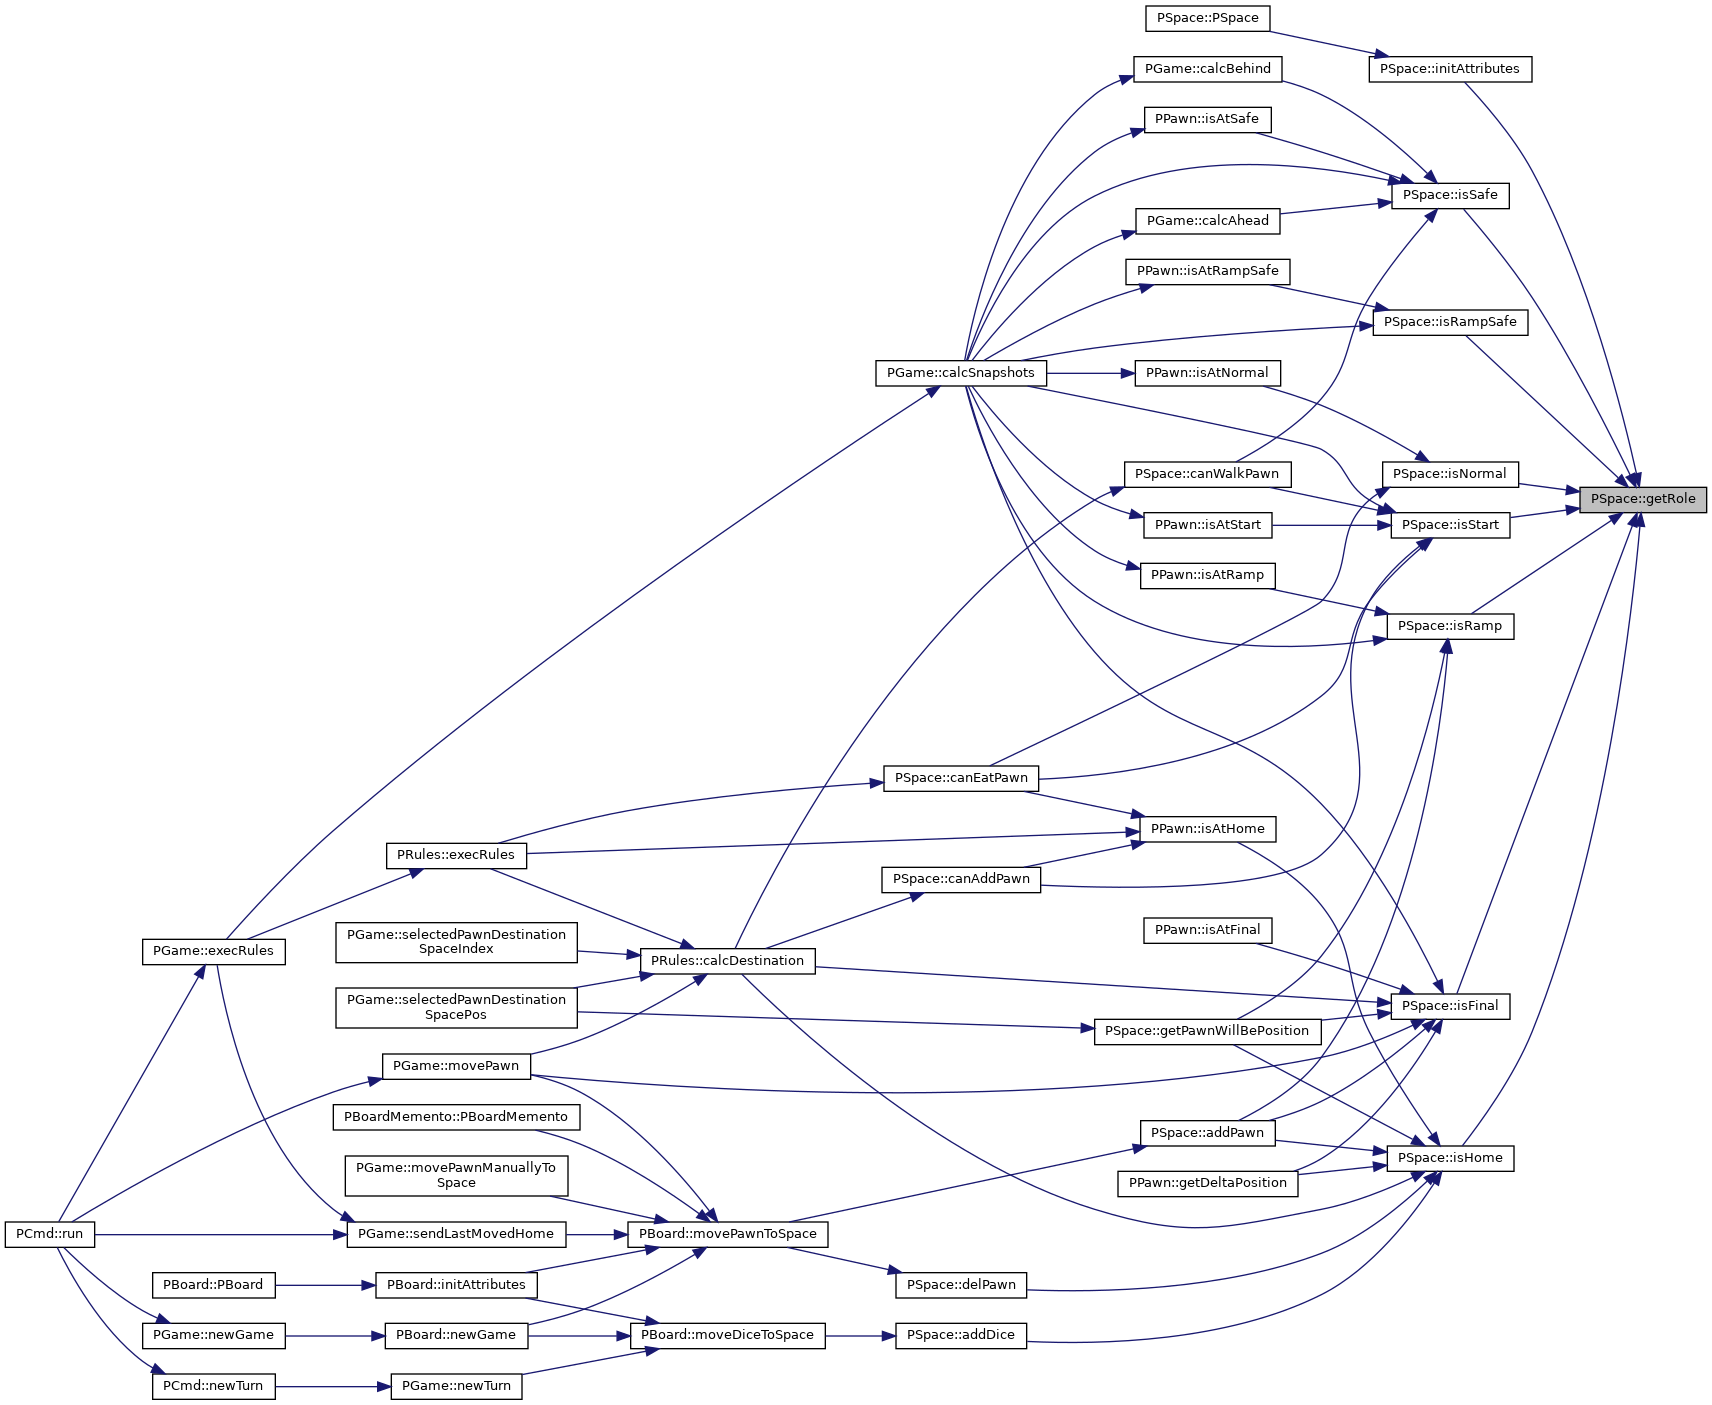 PSpace::PSpace
PGame::calcBehind
PSpace::initAttributes
PPawn::isAtSafe
PSpace::isSafe
PGame::calcAhead
PPawn::isAtRampSafe
PSpace::isRampSafe
PGame::calcSnapshots
PPawn::isAtNormal
PSpace::canWalkPawn
PSpace::isNormal
PSpace::getRole
PPawn::isAtStart
PSpace::isStart
PPawn::isAtRamp
PSpace::isRamp
PSpace::canEatPawn
PPawn::isAtHome
PRules::execRules
PSpace::canAddPawn
PPawn::isAtFinal
PGame::selectedPawnDestination
SpaceIndex
PGame::execRules
PRules::calcDestination
PGame::selectedPawnDestination
SpacePos
PSpace::isFinal
PSpace::getPawnWillBePosition
PGame::movePawn
PBoardMemento::PBoardMemento
PSpace::addPawn
PSpace::isHome
PGame::movePawnManuallyTo
Space
PPawn::getDeltaPosition
PCmd::run
PGame::sendLastMovedHome
PBoard::movePawnToSpace
PBoard::PBoard
PBoard::initAttributes
PSpace::delPawn
PGame::newGame
PBoard::newGame
PBoard::moveDiceToSpace
PSpace::addDice
PCmd::newTurn
PGame::newTurn